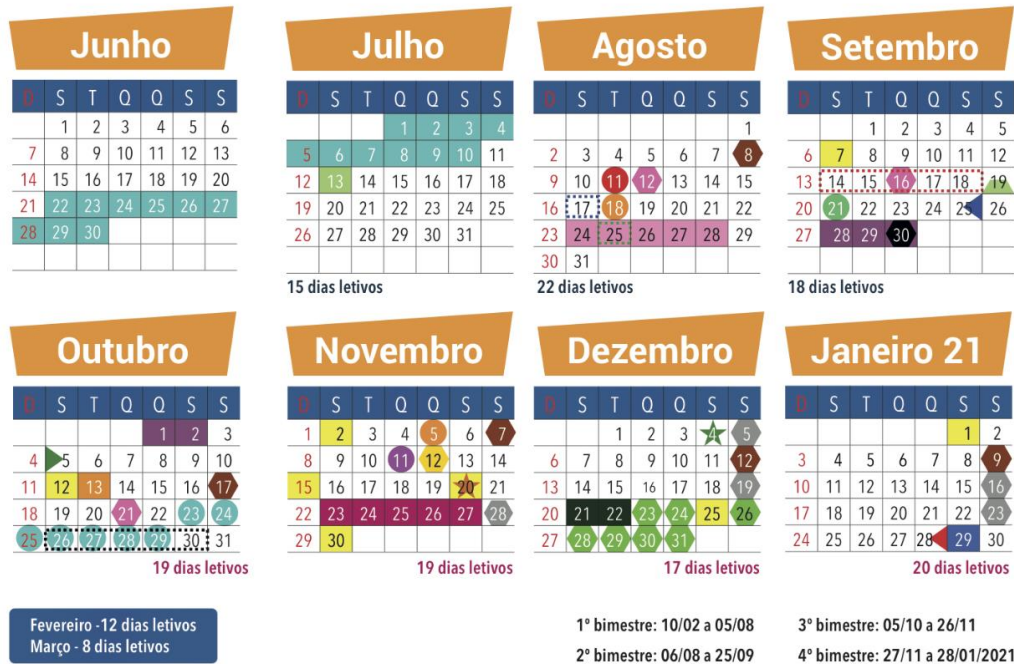 Junho Julho Agosto Setembro
D S T Q Q S S D S T Q Q S S D S T Q Q S S D S T Q Q S S
1 2 3 4 5 6 1 2 3 4 1 1 2 3 4 5
7 8 9 10 11 12 13 5 6 7 8 9 10 11 2 3 4 5 6 7 8 6 7 8 9 10 11 12
14 15 16 17 18 19 20 12 13 14 15 16 17 18 9 10 11 12 13 14 15 13 14 15 16 17 18 19
21 22 23 24 25 26 27 19 20 21 22 23 24 25 16 17 18 19 20 21 22 20 21 22 23 24 25 26
28 29 30 26 27 28 29 30 31 23 24 25 26 27 28 29 27 28 29 30
30 31
15 dias letivos 22 dias letivos 18 dias letivos
Outubro Novembro Dezembro Janeiro 21
D S T Q Q S S D S T Q Q S S D S T Q Q S S D S T Q Q S S
1 2 3 1 2 3 4 5 6 7 1 2 3 4 5 1 2
4 5 6 7 8 9 10 8 9 10 11 12 13 14 6 7 8 9 10 11 12 3 4 5 6 7 8 9
11 12 13 14 15 16 17 15 16 17 18 19 20 21 13 14 15 16 17 18 19 10 11 12 13 14 15 16
18 19 20 21 22 23 24 22 23 24 25 26 27 28 20 21 22 23 24 25 26 17 18 19 20 21 22 23
25 26 27 28 29 30 31 29 30 27 28 29 30 31 24 25 26 27 28 29 30
19 dias letivos 19 dias letivos 17 dias letivos 20 dias letivos
Fevereiro -12 dias letivos
Março - 8 dias letivos
1º bimestre: 10/02 a 05/08 3º bimestre: 05/10 a 26/11
2º bimestre: 06/08 a 25/09 4º bimestre: 27/11 a 28/01/2021